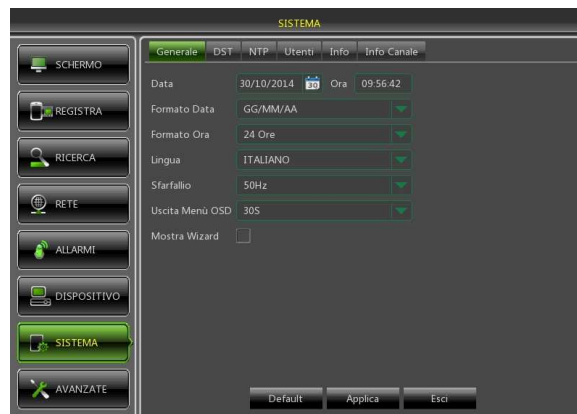 SISTEMA
SCHERMO
REGISTRA
RICERCA
RETE
ALLARMI
DISPOSITIVO
SISTEMA
AVANZATE
Generale DST NTP Utenti Info Info Canale
Data 30/10/2014 30 Ora 09:56:42
Formato Data GG/MM/AA
Formato Ora 24 Ore
Lingua ITALIANO
Sfarfallio 50Hz
Uscita Menù OSD 30S
Mostra Wizard
Default Applica Esci